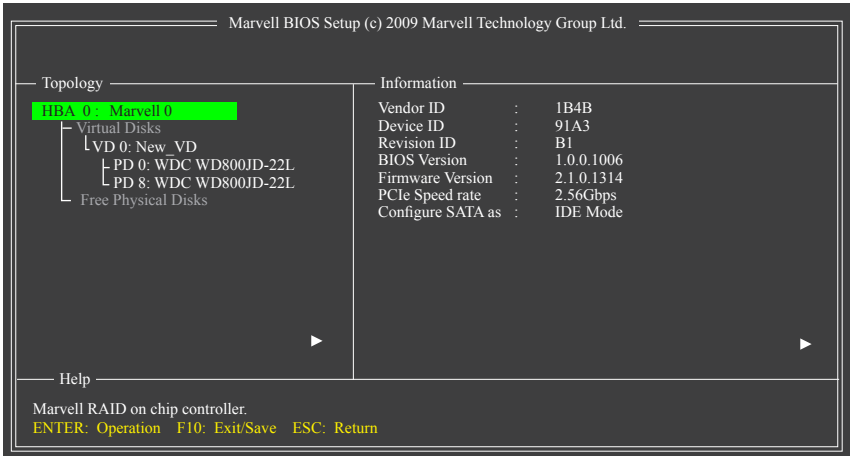 Marvell BIOS Setup (c) 2009 Marvell Technology Group Ltd.
Topology
HBA 0 : Marvell 0
Virtual Disks
VD 0: New_VD
PD 0: WDC WD800JD-22L
PD 8: WDC WD800JD-22L
Free Physical Disks
Information
Vendor ID : 1B4B
Device ID : 91A3
Revision ID : B1
BIOS Version : 1.0.0.1006
Firmware Version : 2.1.0.1314
PCIe Speed rate : 2.56Gbps
Configure SATA as : IDE Mode
Help
Marvell RAID on chip controller.
ENTER: Operation F10: Exit/Save ESC: Return